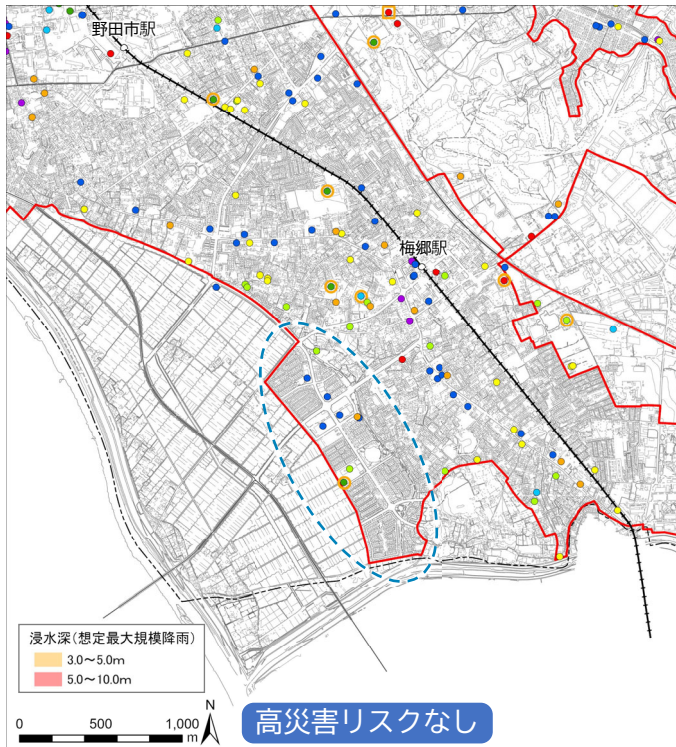 野田市駅
梅郷駅
浸水深(想定最大規模降雨)
3.0～5.0m
5.0～10.0m
0 500 1,000
m
N
高災害リスクなし